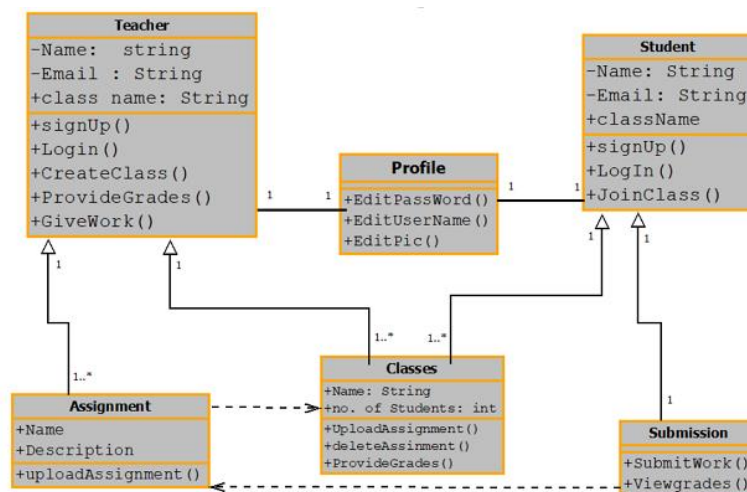 Teacher
-Name: string
-Email : String
+class name: String
+signUp()
+Login()
+CreateClass()
+ProvideGrades()
+GiveWork()
Student
-Name: String
-Email: String
+className
+signUp()
+LogIn()
+JoinClass()
Profile
+EditPassWord()
+EditUserName()
+EditPic()
1
1
1
1
1
1
1
1
1..*
1..*
1..*
1
Classes
+Name: String
+no. of Students: int
+UploadAssignment()
+deleteAssinment()
+ProvideGrades()
Assignment
+Name
+Description
+uploadAssignment()
Submission
+SubmitWork()
+Viewgrades()